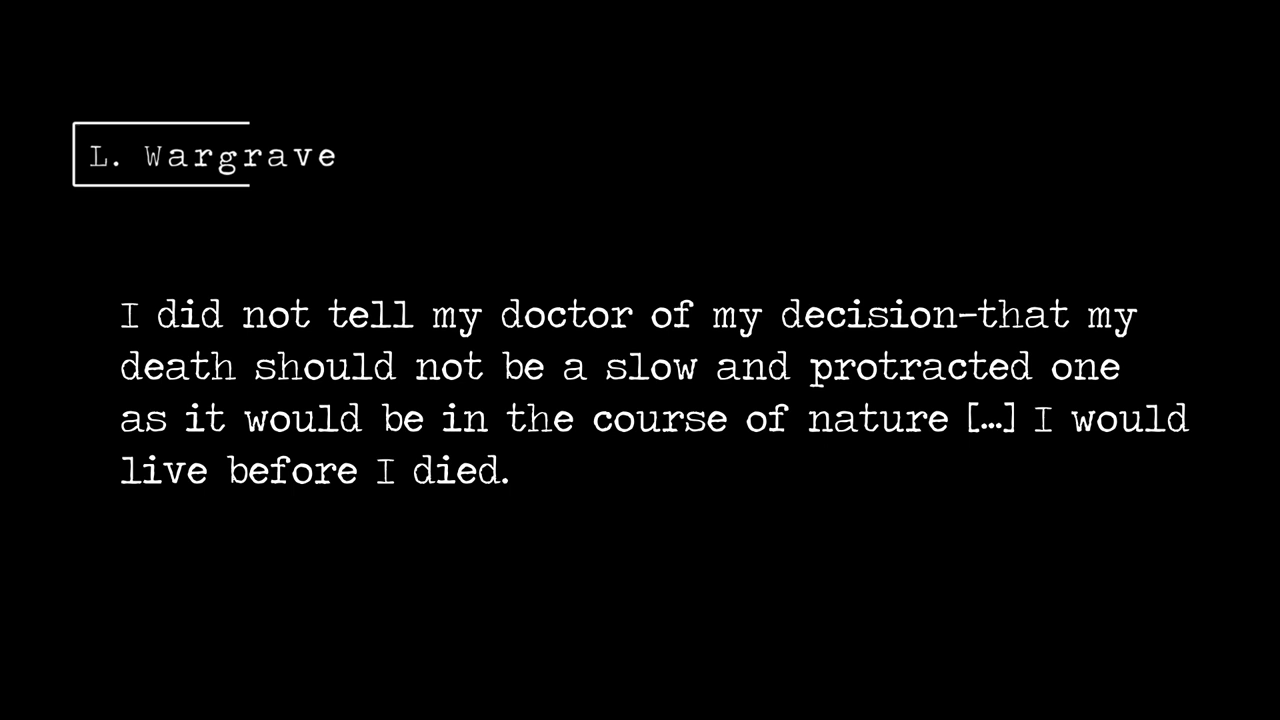 L. Wargrave
I did not tell my doctor of my decision-that my
death should not be a slow and protracted one
as it would be in the course of nature […] I would
live before I died.